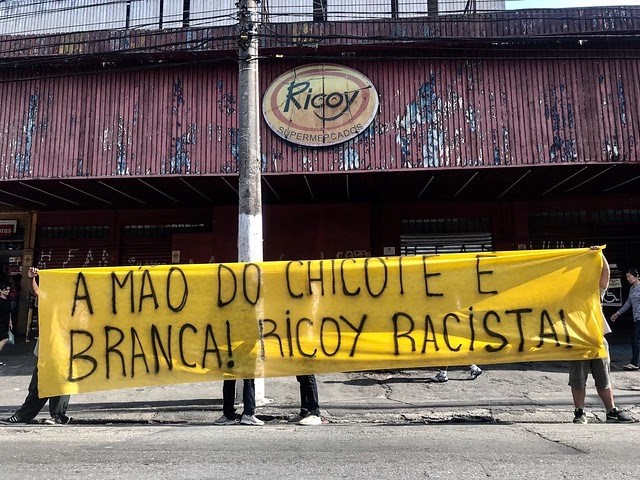 Ricoy
SUPERMERCADOS
A MÃO DO CHICOTE E
BRANCA! RICOY RACISTA!